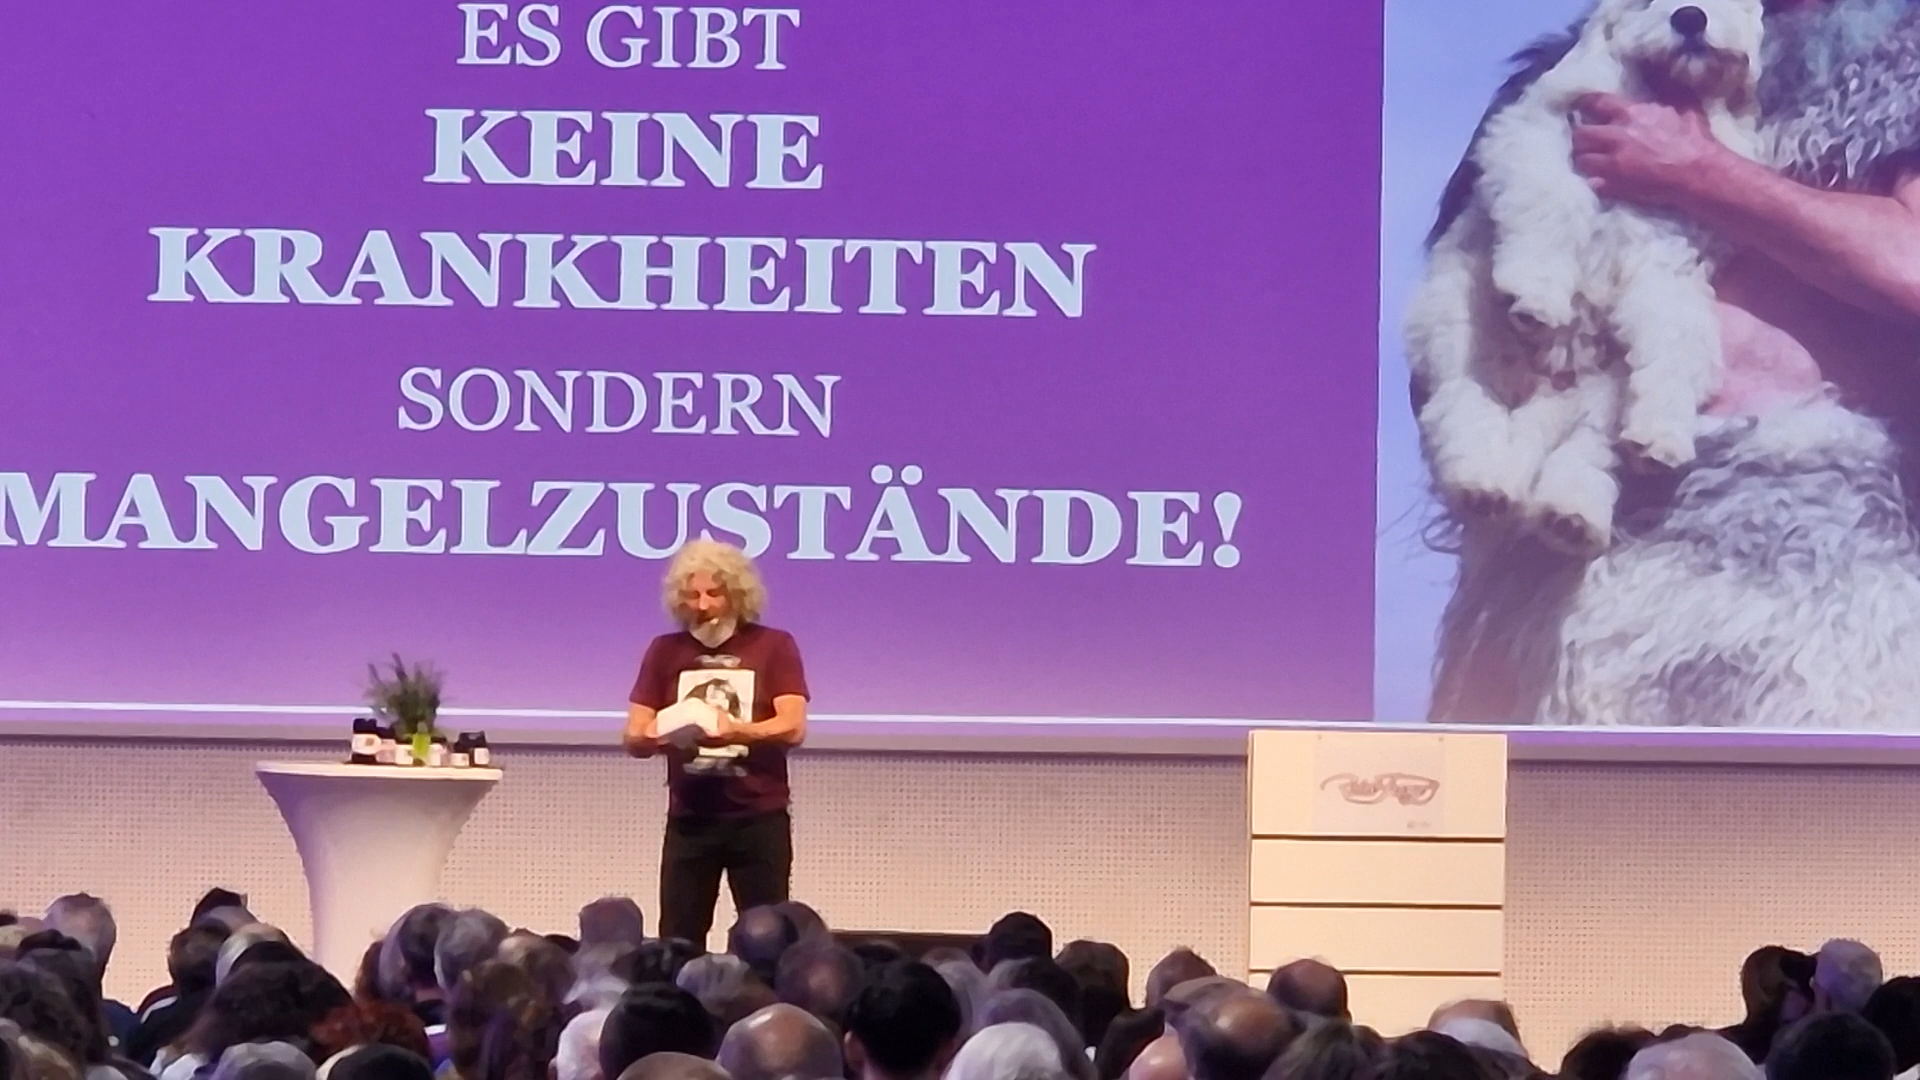 ES GIBT
KEINE
KRANKHEITEN
SONDERN
MANGELZUSTÄNDE!